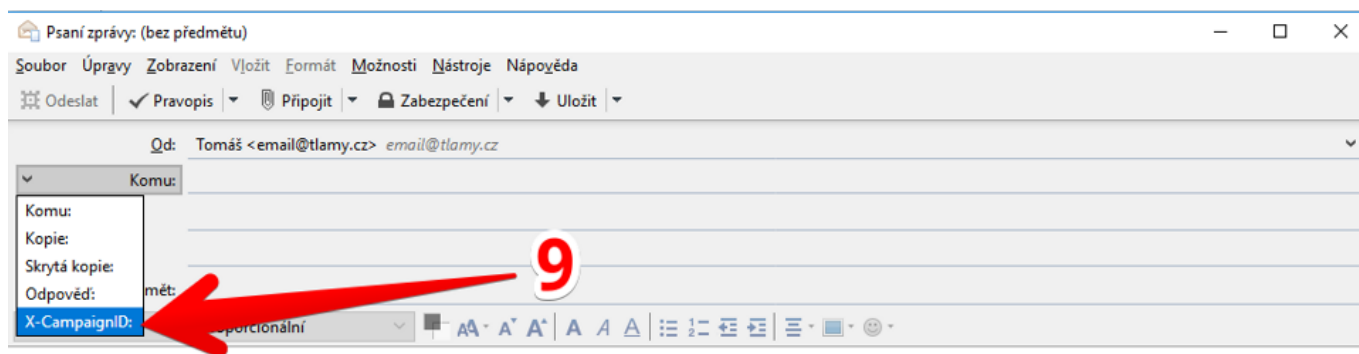 Psaní zprávy: (bez předmětu)
Soubor Úpravy Zobrazení Vložit Formát Možnosti Nástroje Nápověda
Odeslat Pravopis Připojit Zabezpečení Uložit
Od: Tomáš <email@tlamy.cz> email@tlamy.cz
Komu:
Komu:
Kopie:
Skrytá kopie:
9
Odpověď: mět:
X-CampaignID: